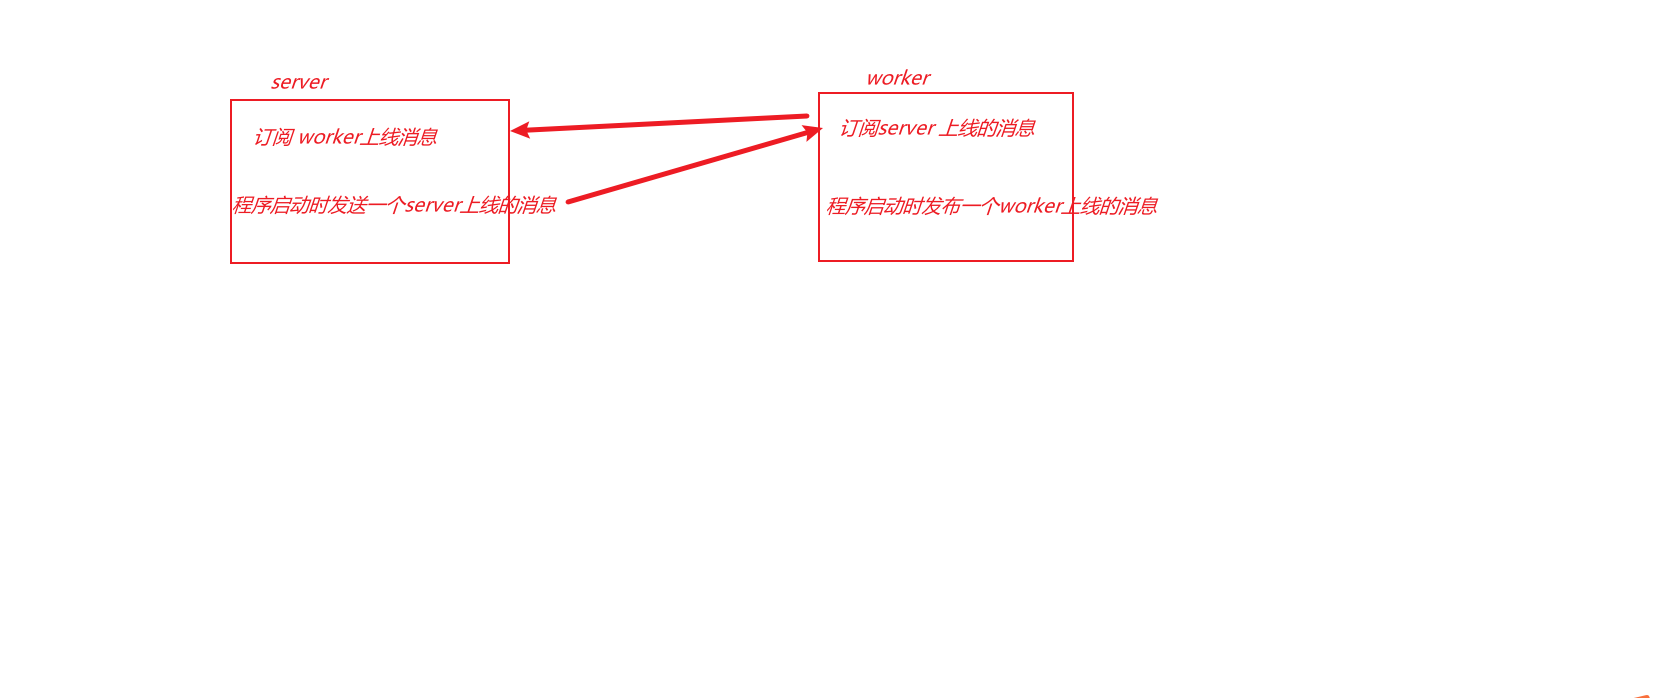 server
订阅 worker上线消息
程序启动时发送一个server上线的消息
worker
订阅server 上线的消息
程序启动时发布一个worker上线的消息